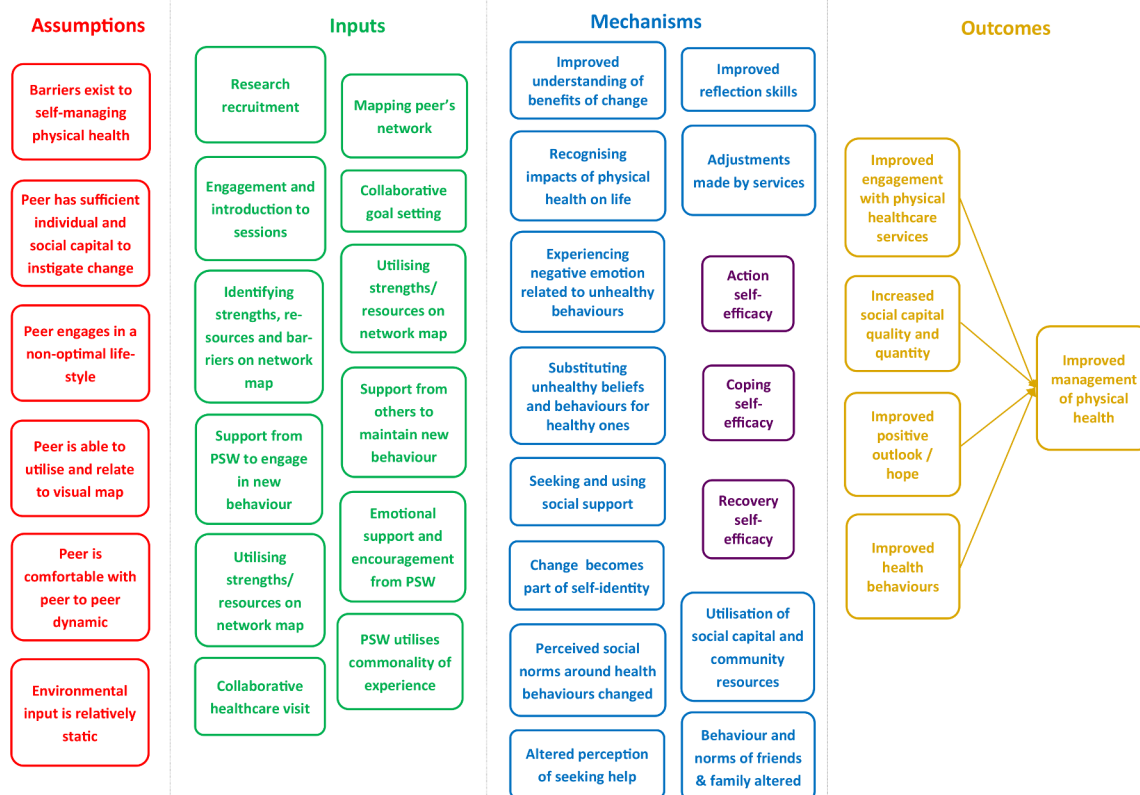 Assumptions
Barriers exist to
self-managing
physical health
Peer has sufficient
individual and
social capital to
instigate change
Peer engages in a
non-optimal life-
style
Peer is able to
utilise and relate
to visual map
Peer is
comfortable with
peer to peer
dynamic
Environmental
input is relatively
static
Inputs
Research
recruitment
Engagement and
introduction to
sessions
Identifying
strengths, re-
sources and bar-
riers on network
map
Support from
PSW to engage
in new
behaviour
Utilising
strengths/
resources on
network map
Collaborative
healthcare visit
Mapping peer's
network
Collaborative
goal setting
Utilising
strengths/
resources on
network map
Support from
others to
maintain new
behaviour
Emotional
support and
encouragement
from PSW
PSW utilises
commonality of
experience
Mechanisms
Improved
understanding of
benefits of change
Recognising
impacts of physical
health on life
Experiencing
negative emotion
related to unhealthy
behaviours
Substituting
unhealthy beliefs
and behaviours for
healthy ones
Seeking and using
social support
Change becomes
part of self-identity
Perceived social
norms around health
behaviours changed
Altered perception
of seeking help
Improved
reflection skills
Adjustments
made by services
Action
self-
efficacy
Coping
self-
efficacy
Recovery
self-
efficacy
Utilisation of
social capital and
community
resources
Behaviour and
norms of friends
& family altered
Outcomes
Improved
engagement
with physical
healthcare
services
Increased
social capital
quality and
quantity
Improved
positive
outlook /
hope
Improved
health
behaviours
Improved
management
of physical
health